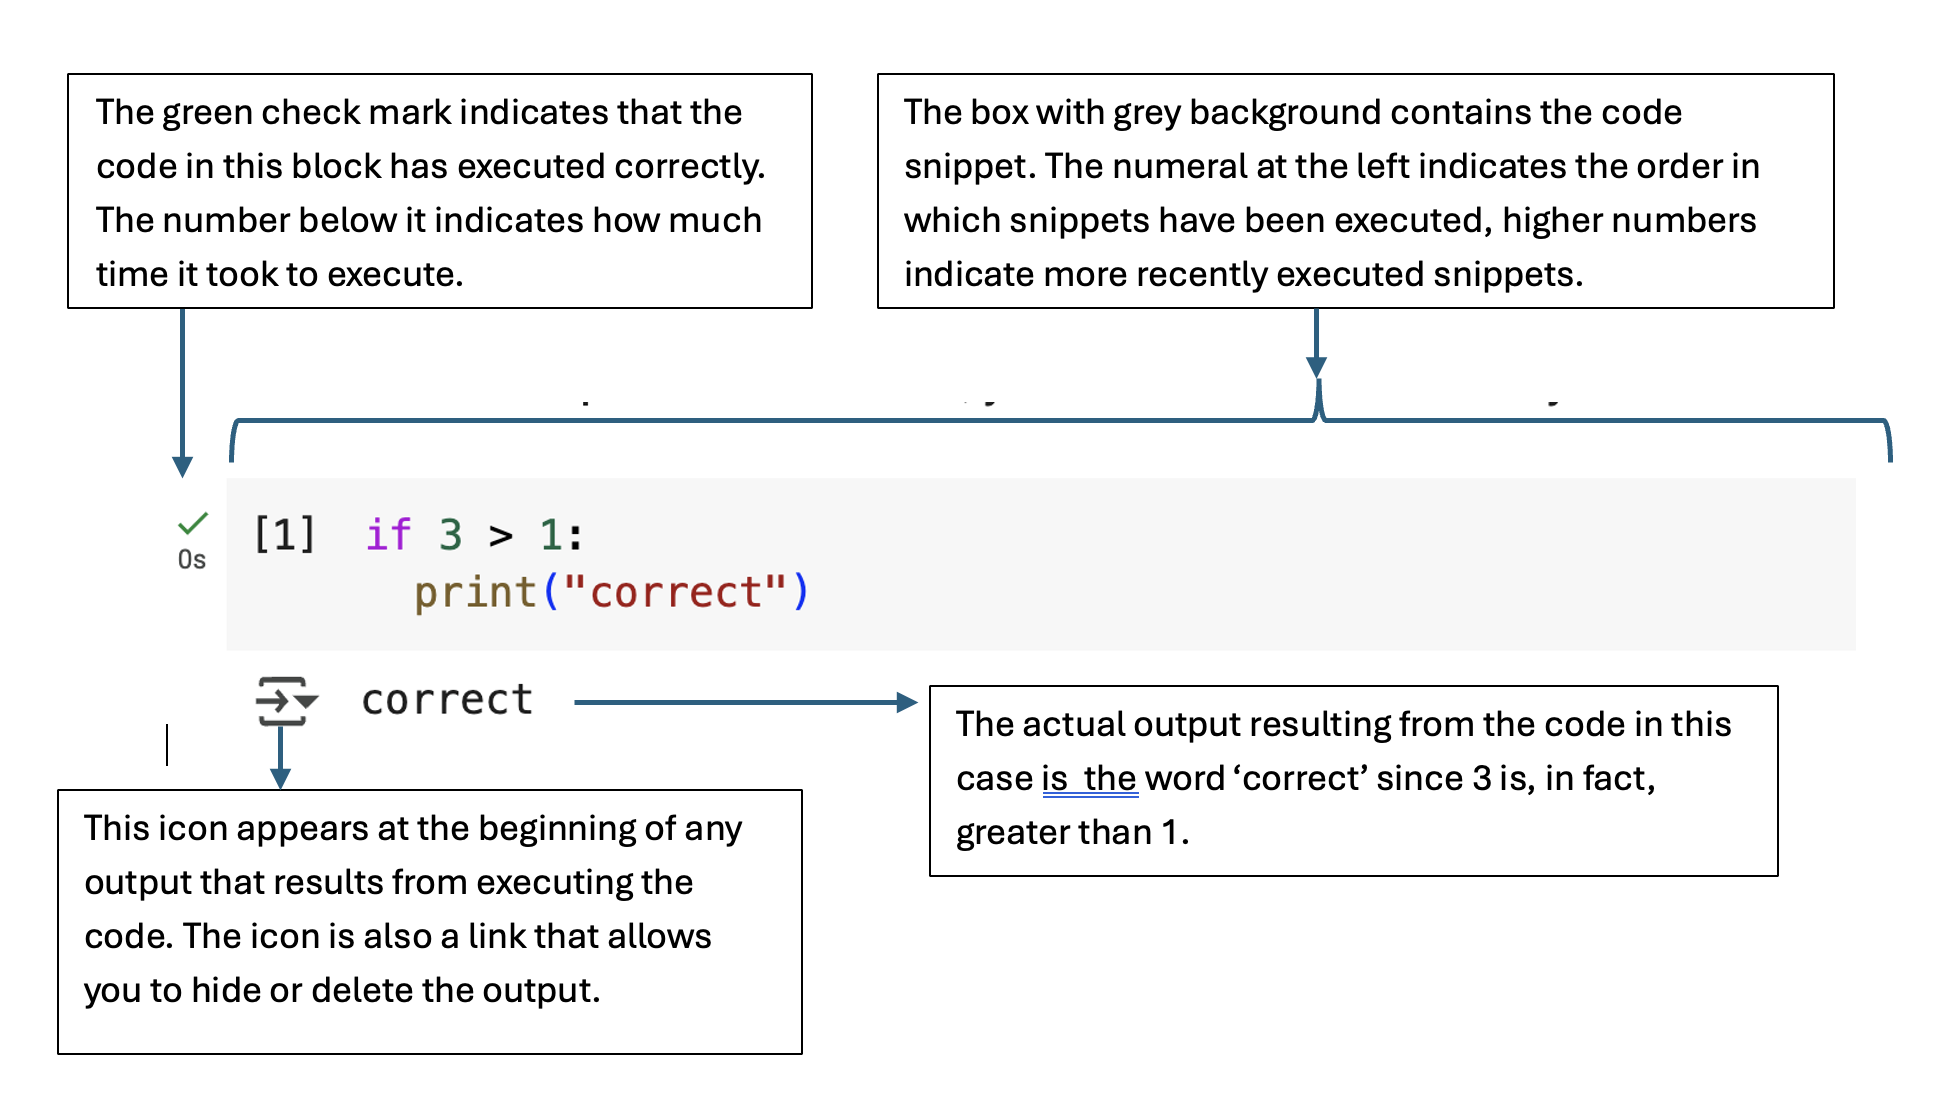 The green check mark indicates that the
code in this block has executed correctly.
The number below it indicates how much
time it took to execute.
The box with grey background contains the code
snippet. The numeral at the left indicates the order in
which snippets have been executed, higher numbers
indicate more recently executed snippets.
0s
[1] if 3 > 1:
print("correct")
correct
The actual output resulting from the code in this
case is  the word ‘correct’ since 3 is, in fact,
greater than 1.
This icon appears at the beginning of any
output that results from executing the
code. The icon is also a link that allows
you to hide or delete the output.